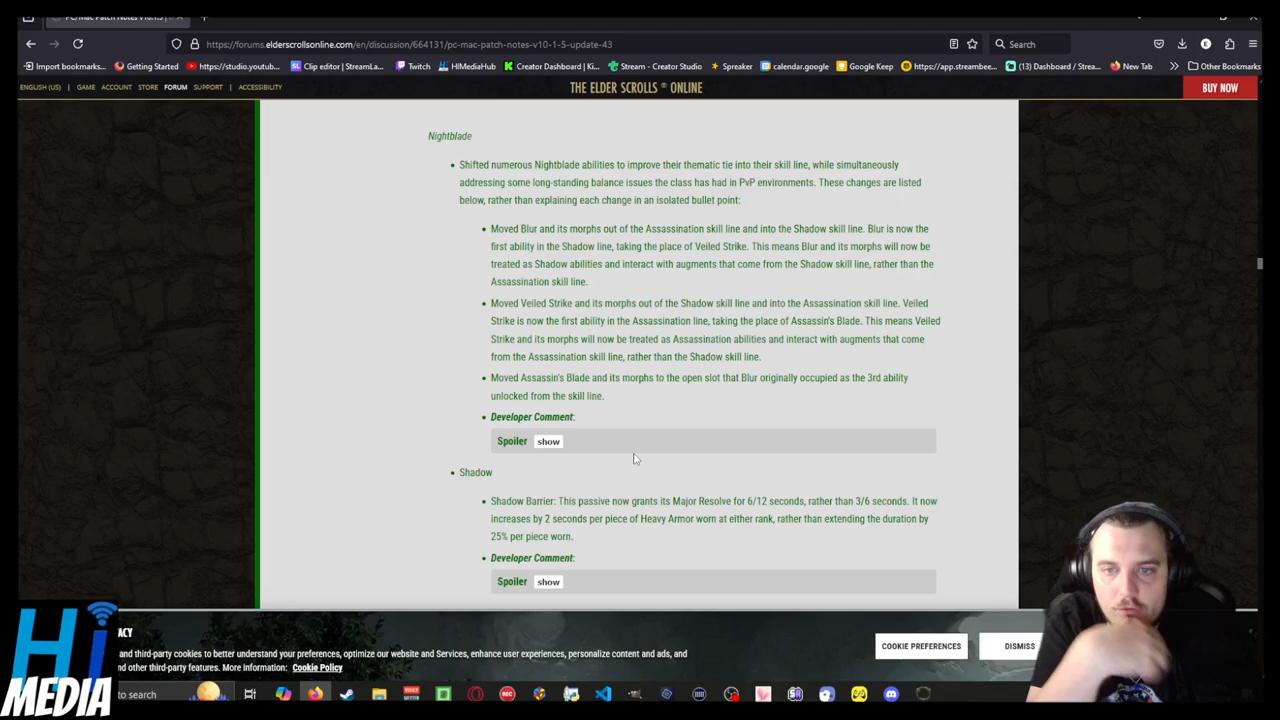 PC/Mac Patch Notes v10.1.5
https://forums.elderscrollsonline.com/en/discussion/664131/pc-mac-patch-notes-v10-1-5-update-43
Search
Import bookmarks... Getting Started https://studio.youtub... Clip editor | StreamLa... Twitch HIMediaHub Creator Dashboard | Ki... Stream - Creator Studio Spreaker calendar.google Google Keep https://app.streambee... (13) Dashboard / Strea... New Tab Other Bookmarks
ENGLISH (US) | GAME ACCOUNT STORE FORUM SUPPORT | ACCESSIBILITY THE ELDER SCROLLS ® ONLINE BUY NOW
Nightblade
• Shifted numerous Nightblade abilities to improve their thematic tie into their skill line, while simultaneously
addressing some long-standing balance issues the class has had in PvP environments. These changes are listed
below, rather than explaining each change in an isolated bullet point:
• Moved Blur and its morphs out of the Assassination skill line and into the Shadow skill line. Blur is now the
first ability in the Shadow line, taking the place of Veiled Strike. This means Blur and its morphs will now be
treated as Shadow abilities and interact with augments that come from the Shadow skill line, rather than the
Assassination skill line.
• Moved Veiled Strike and its morphs out of the Shadow skill line and into the Assassination skill line. Veiled
Strike is now the first ability in the Assassination line, taking the place of Assassin's Blade. This means Veiled
Strike and its morphs will now be treated as Assassination abilities and interact with augments that come
from the Assassination skill line, rather than the Shadow skill line.
• Moved Assassin's Blade and its morphs to the open slot that Blur originally occupied as the 3rd ability
unlocked from the skill line.
• Developer Comment:
Spoiler show
• Shadow
• Shadow Barrier: This passive now grants its Major Resolve for 6/12 seconds, rather than 3/6 seconds. It now
increases by 2 seconds per piece of Heavy Armor worn at either rank, rather than extending the duration by
25% per piece worn.
• Developer Comment:
Spoiler show
ACY
and third-party cookies to better understand your preferences, optimize our website and Services, enhance user experiences, personalize content and ads, and
other third-party features. More information: Cookie Policy
COOKIE PREFERENCES DISMISS
Hi
MEDIA
to search